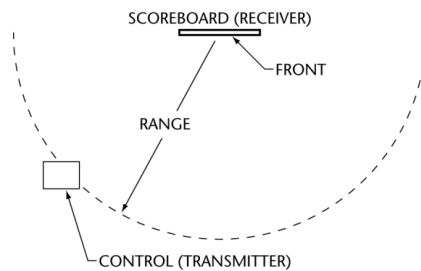 SCOREBOARD (RECEIVER)
FRONT
RANGE
CONTROL (TRANSMITTER)